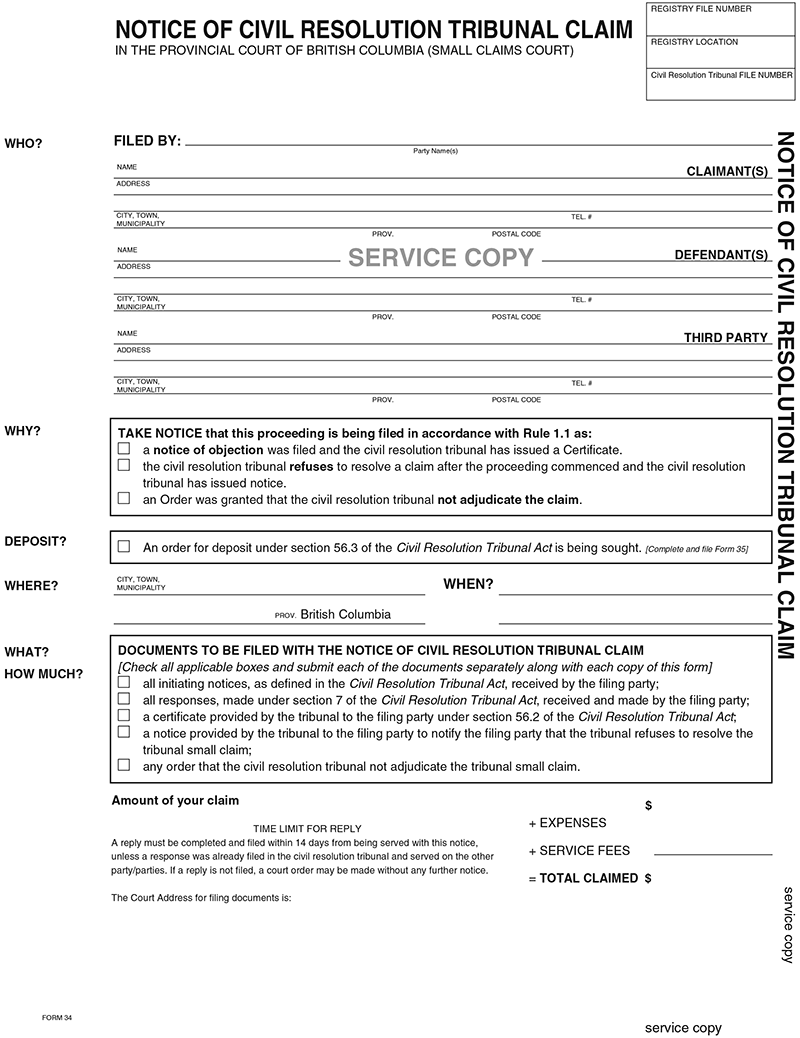 NOTICE OF CIVIL RESOLUTION TRIBUNAL CLAIM
IN THE PROVINCIAL COURT OF BRITISH COLUMBIA (SMALL CLAIMS COURT)
REGISTRY FILE NUMBER
REGISTRY LOCATION
Civil Resolution Tribunal FILE NUMBER
WHO?
FILED BY:
Party Name(s)
NAME
CLAIMANT(S)
ADDRESS
CITY, TOWN,
MUNICIPALITY
TEL. #
PROV.
POSTAL CODE
NAME
SERVICE COPY
DEFENDANT(S)
ADDRESS
CITY, TOWN,
MUNICIPALITY
TEL. #
PROV.
POSTAL CODE
NAME
THIRD PARTY
ADDRESS
CITY, TOWN,
MUNICIPALITY
TEL. #
PROV.
POSTAL CODE
WHY?
TAKE NOTICE that this proceeding is being filed in accordance with Rule 1.1 as:
a notice of objection was filed and the civil resolution tribunal has issued a Certificate.
the civil resolution tribunal refuses to resolve a claim after the proceeding commenced and the civil resolution
tribunal has issued notice.
an Order was granted that the civil resolution tribunal not adjudicate the claim.
DEPOSIT?
An order for deposit under section 56.3 of the Civil Resolution Tribunal Act is being sought. [Complete and file Form 35]
WHERE?
CITY, TOWN,
MUNICIPALITY
WHEN?
PROV. British Columbia
WHAT?
HOW MUCH?
DOCUMENTS TO BE FILED WITH THE NOTICE OF CIVIL RESOLUTION TRIBUNAL CLAIM
[Check all applicable boxes and submit each of the documents separately along with each copy of this form]
all initiating notices, as defined in the Civil Resolution Tribunal Act, received by the filing party;
all responses, made under section 7 of the Civil Resolution Tribunal Act, received and made by the filing party;
a certificate provided by the tribunal to the filing party under section 56.2 of the Civil Resolution Tribunal Act;
a notice provided by the tribunal to the filing party to notify the filing party that the tribunal refuses to resolve the
tribunal small claim;
any order that the civil resolution tribunal not adjudicate the tribunal small claim.
Amount of your claim
$
TIME LIMIT FOR REPLY
A reply must be completed and filed within 14 days from being served with this notice,
unless a response was already filed in the civil resolution tribunal and served on the other
party/parties. If a reply is not filed, a court order may be made without any further notice.
+ EXPENSES
+ SERVICE FEES
= TOTAL CLAIMED $
The Court Address for filing documents is:
NOTICE OF CIVIL RESOLUTION TRIBUNAL CLAIM
service copy
FORM 34
service copy